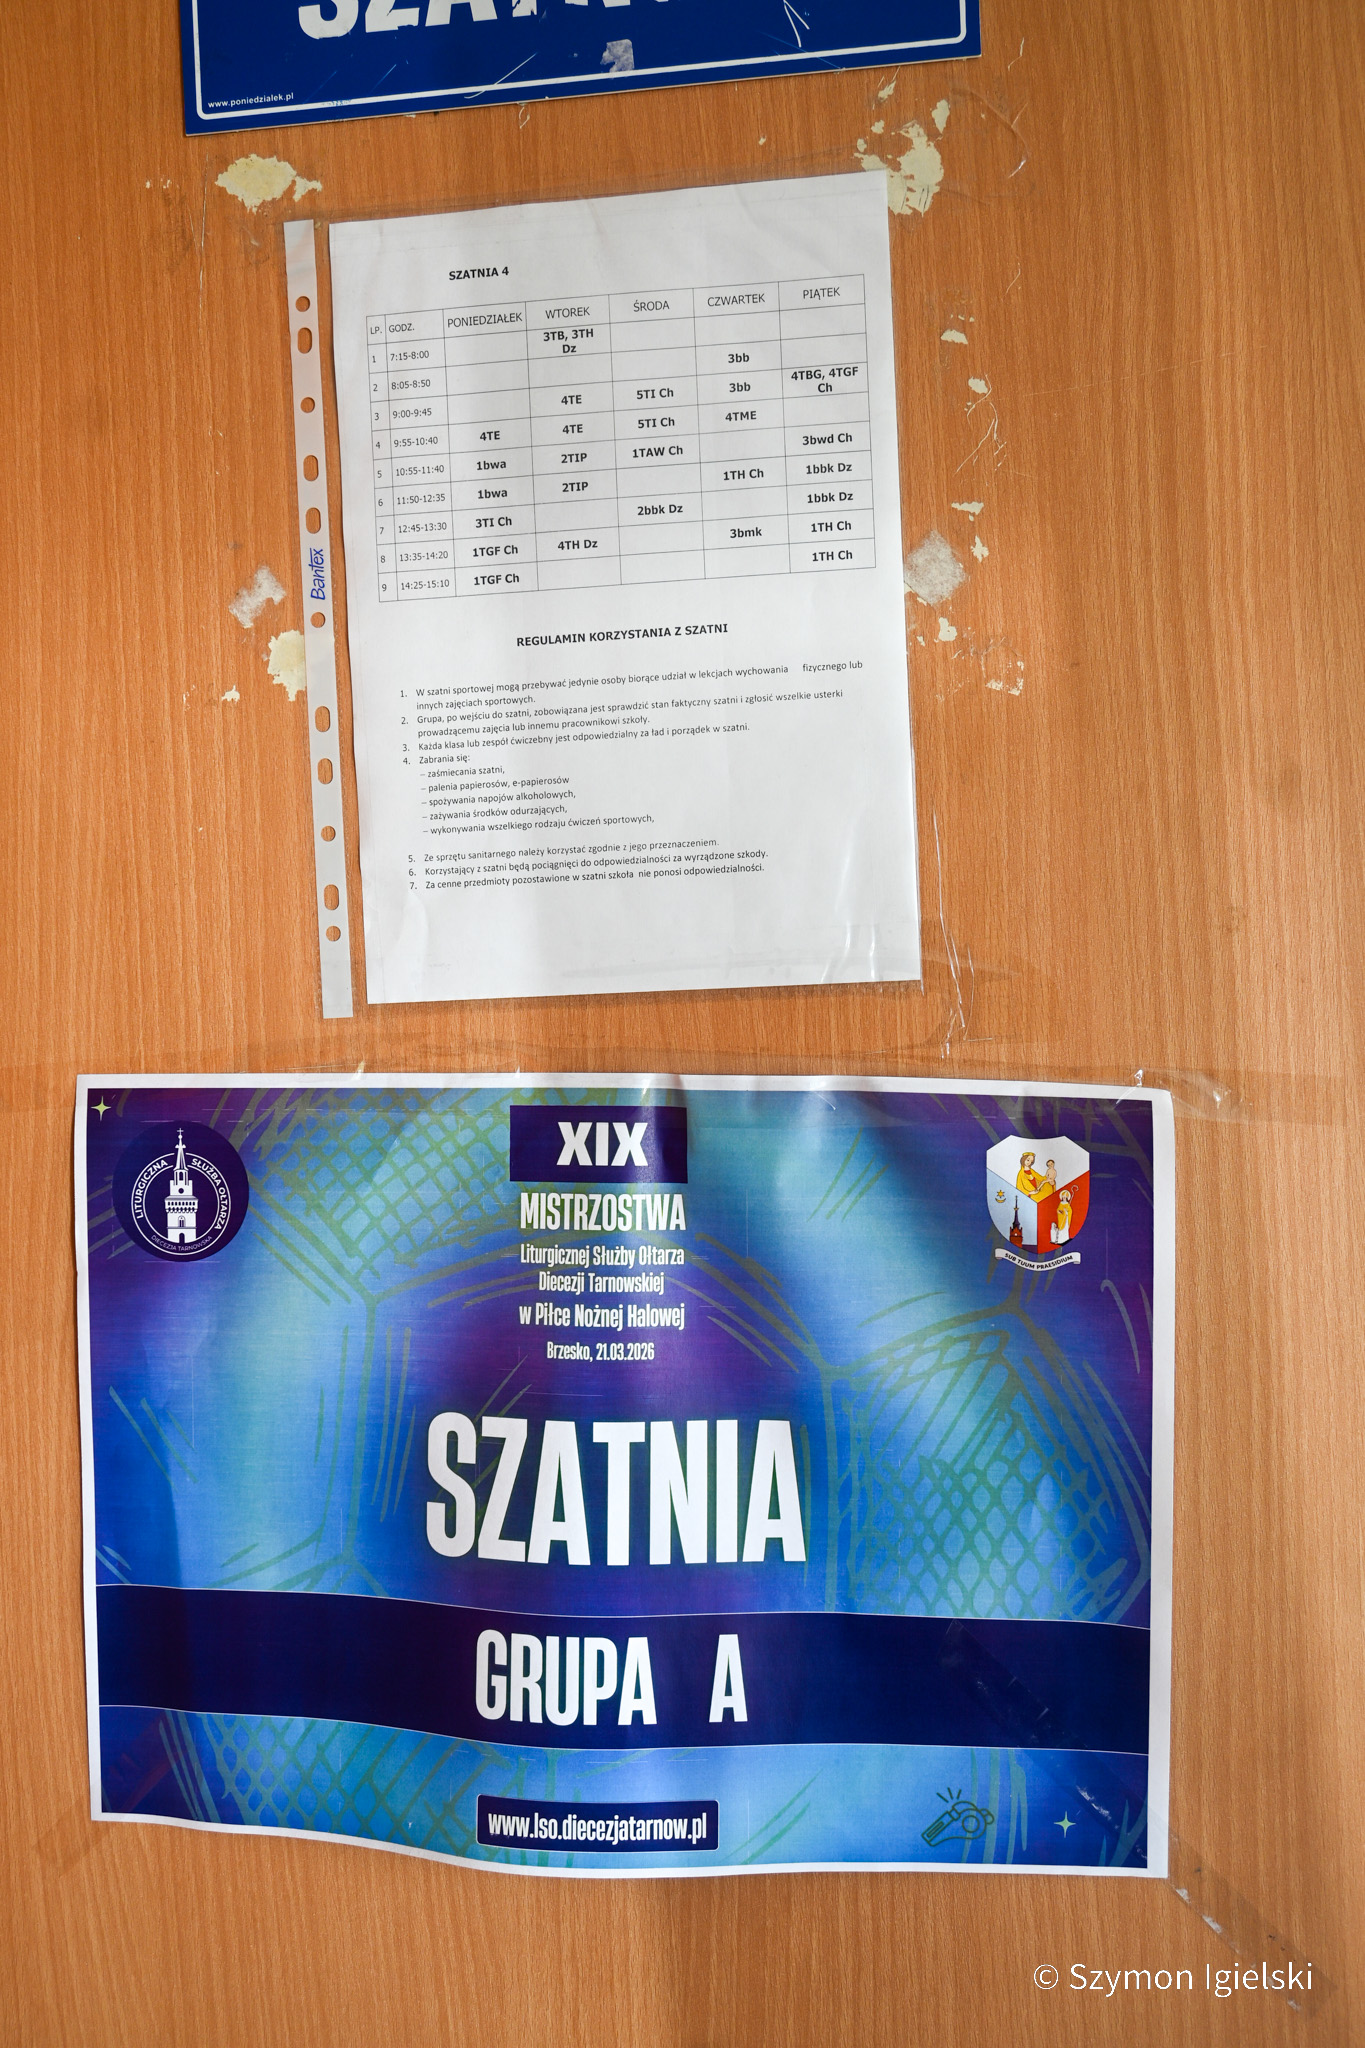 www.poniedzialek.pl
SZATNIA 4
LP. GODZ. PONIEDZIAŁEK WTOREK ŚRODA CZWARTEK PIĄTEK
1 7:15-8:00 3TB, 3TH Dz
2 8:05-8:50 3bb
3 9:00-9:45 4TE 5TI Ch 3bb 4TBG, 4TGF Ch
4 9:55-10:40 4TE 4TE 5TI Ch 4TME
5 10:55-11:40 1bwa 2TIP 1TAW Ch 3bwd Ch
6 11:50-12:35 1bwa 2TIP 1TH Ch 1bbk Dz
7 12:45-13:30 3TI Ch 2bbk Dz 1bbk Dz
8 13:35-14:20 1TGF Ch 4TH Dz 3bmk 1TH Ch
9 14:25-15:10 1TGF Ch 1TH Ch
Bantex
REGULAMIN KORZYSTANIA Z SZATNI
1. W szatni sportowej mogą przebywać jedynie osoby biorące udział w lekcjach wychowania fizycznego lub
innych zajęciach sportowych.
2. Grupa, po wejściu do szatni, zobowiązana jest sprawdzić stan faktyczny szatni i zgłosić wszelkie usterki
prowadzącemu zajęcia lub innemu pracownikowi szkoły.
3. Każda klasa lub zespół ćwiczebny jest odpowiedzialny za ład i porządek w szatni.
4. Zabrania się:
– zaśmiecania szatni,
– palenia papierosów, e-papierosów
– spożywania napojów alkoholowych,
– zażywania środków odurzających,
– wykonywania wszelkiego rodzaju ćwiczeń sportowych,
5. Ze sprzętu sanitarnego należy korzystać zgodnie z jego przeznaczeniem.
6. Korzystający z szatni będą pociągnięci do odpowiedzialności za wyrządzone szkody.
7. Za cenne przedmioty pozostawione w szatni szkoła nie ponosi odpowiedzialności.
LITURGICZNA SŁUŻBA OŁTARZA
DIECEZJA TARNOWSKA
XIX
MISTRZOSTWA
Liturgicznej Służby Ołtarza
Diecezji Tarnowskiej
w Piłce Nożnej Halowej
Brzesko, 21.03.2026
SUB TUUM PRAESIDIUM
SZATNIA
GRUPA A
www.lso.diecezjatarnow.pl
© Szymon Igielski